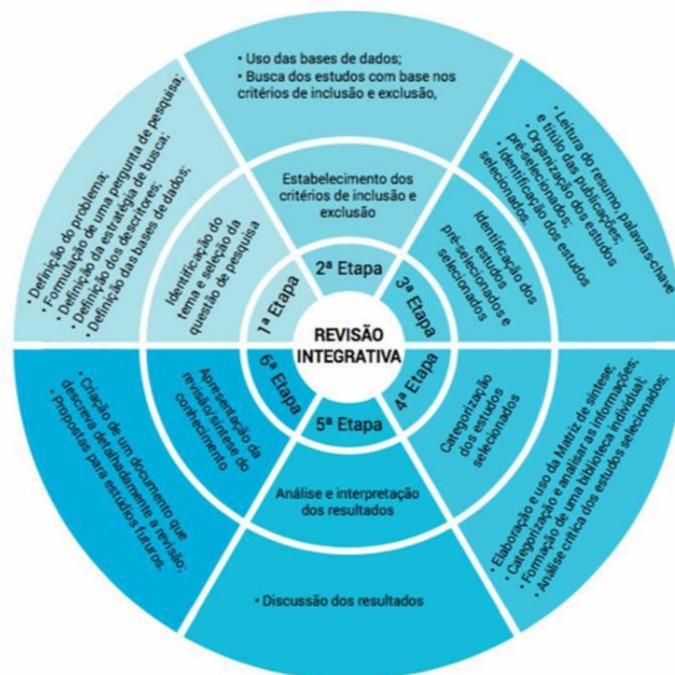 REVISÃO
INTEGRATIVA
1ª Etapa
Identificação do
tema e seleção da
questão de pesquisa
• Definição do problema;
• Formulação de uma pergunta de pesquisa;
• Definição da estratégia de busca;
• Definição dos descritores;
• Definição das bases de dados;
2ª Etapa
Estabelecimento dos
critérios de inclusão e
exclusão
• Uso das bases de dados;
• Busca dos estudos com base nos
critérios de inclusão e exclusão,
3ª Etapa
Identificação dos
estudos
pré-selecionados e
selecionados
• Leitura do resumo, palavras-chave
e título das publicações;
• Organização dos estudos
pré-selecionados;
• Identificação dos estudos
selecionados.
4ª Etapa
Categorização
dos estudos
selecionados
• Elaboração e uso da Matriz de síntese;
• Categorização e analisar as informações;
• Formação de uma biblioteca individual;
• Análise crítica dos estudos selecionados;
5ª Etapa
Análise e interpretação
dos resultados
• Discussão dos resultados
6ª Etapa
Apresentação da
revisão/síntese do
conhecimento
• Criação de um documento que
descreva detalhadamente a revisão;
• Propostas para estudos futuros.